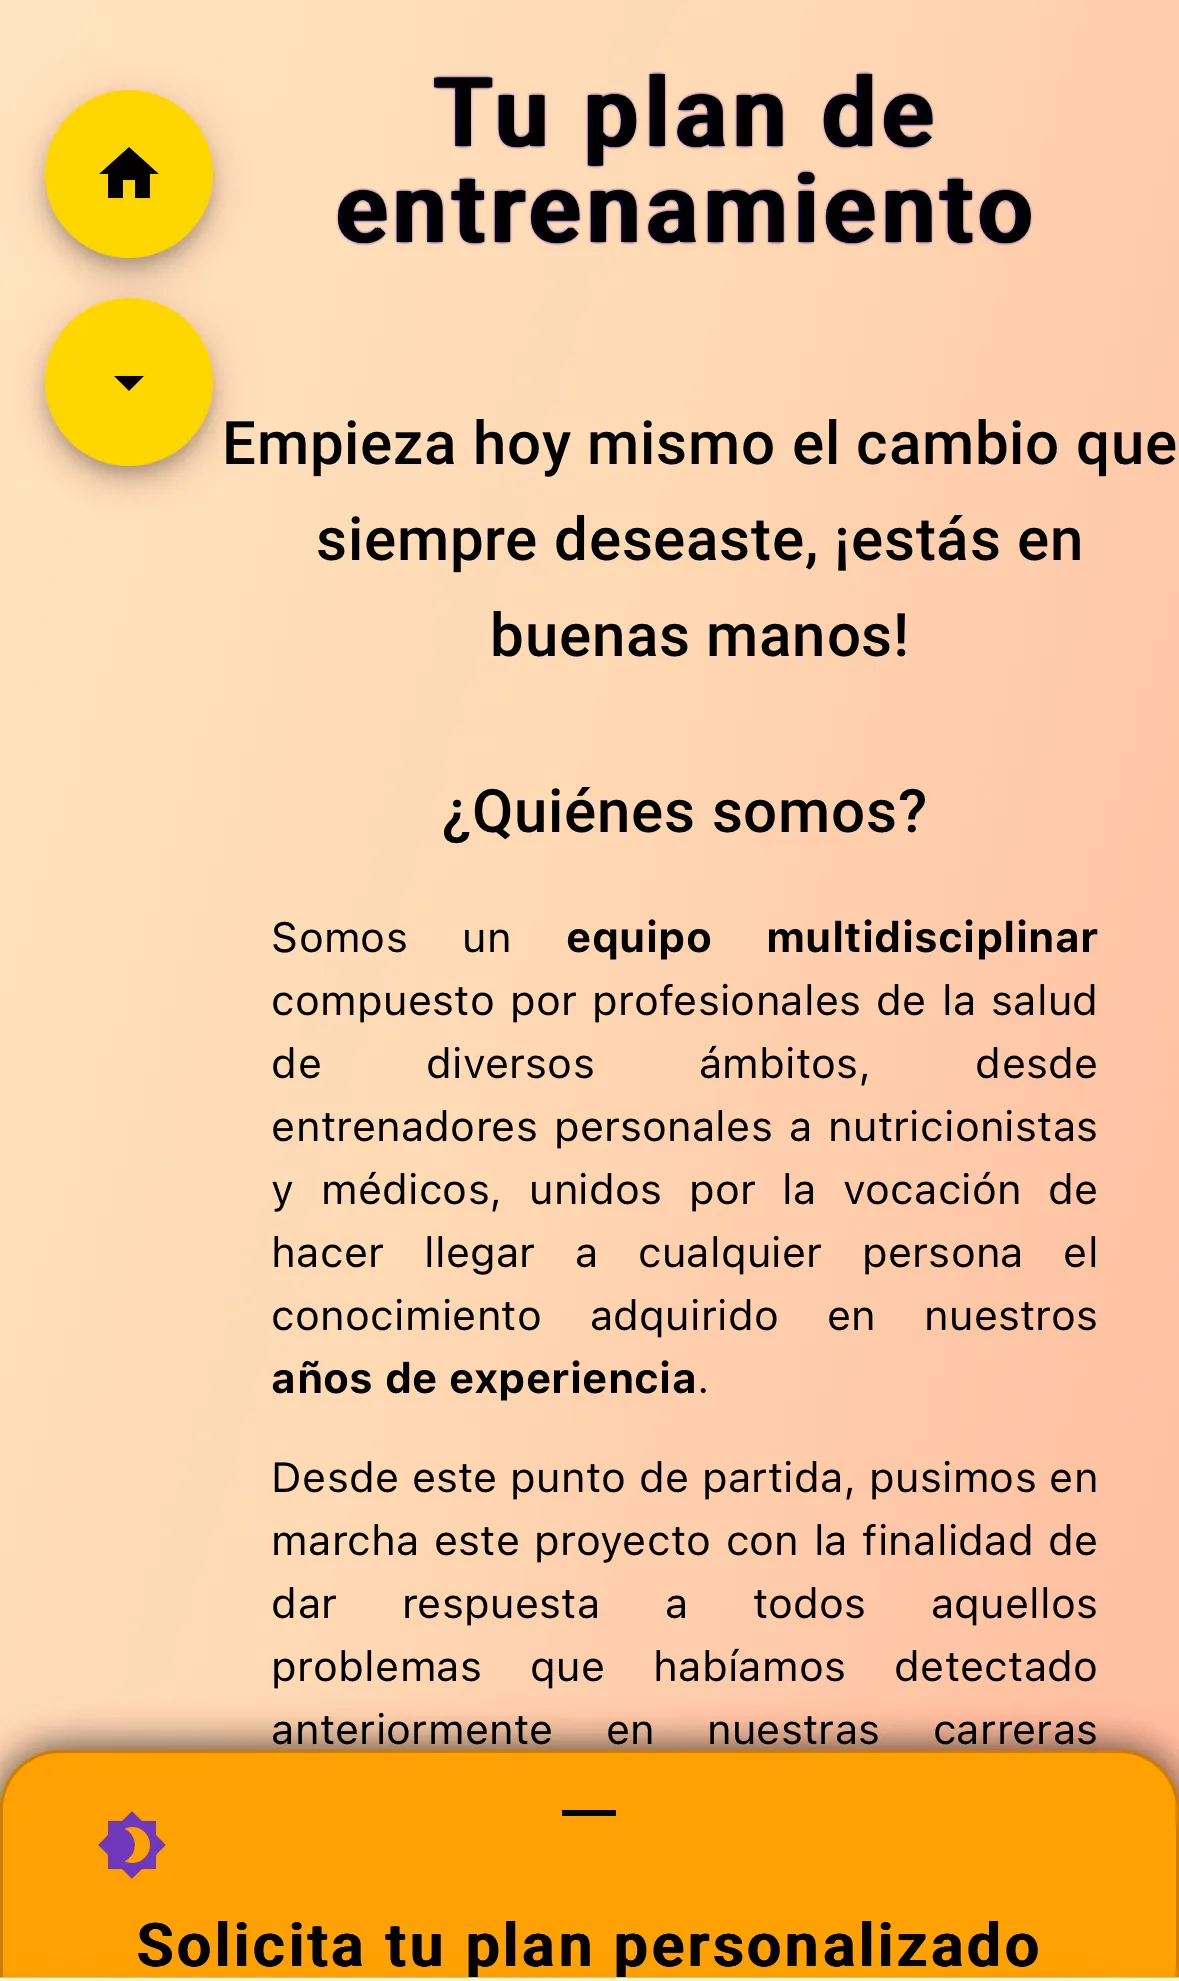 Tu plan de
entrenamiento
Empieza hoy mismo el cambio que
siempre deseaste, ¡estás en
buenas manos!
¿Quiénes somos?
Somos un equipo multidisciplinar
compuesto por profesionales de la salud
de diversos ámbitos, desde
entrenadores personales a nutricionistas
y médicos, unidos por la vocación de
hacer llegar a cualquier persona el
conocimiento adquirido en nuestros
años de experiencia.
Desde este punto de partida, pusimos en
marcha este proyecto con la finalidad de
dar respuesta a todos aquellos
problemas que habíamos detectado
anteriormente en nuestras carreras
Solicita tu plan personalizado